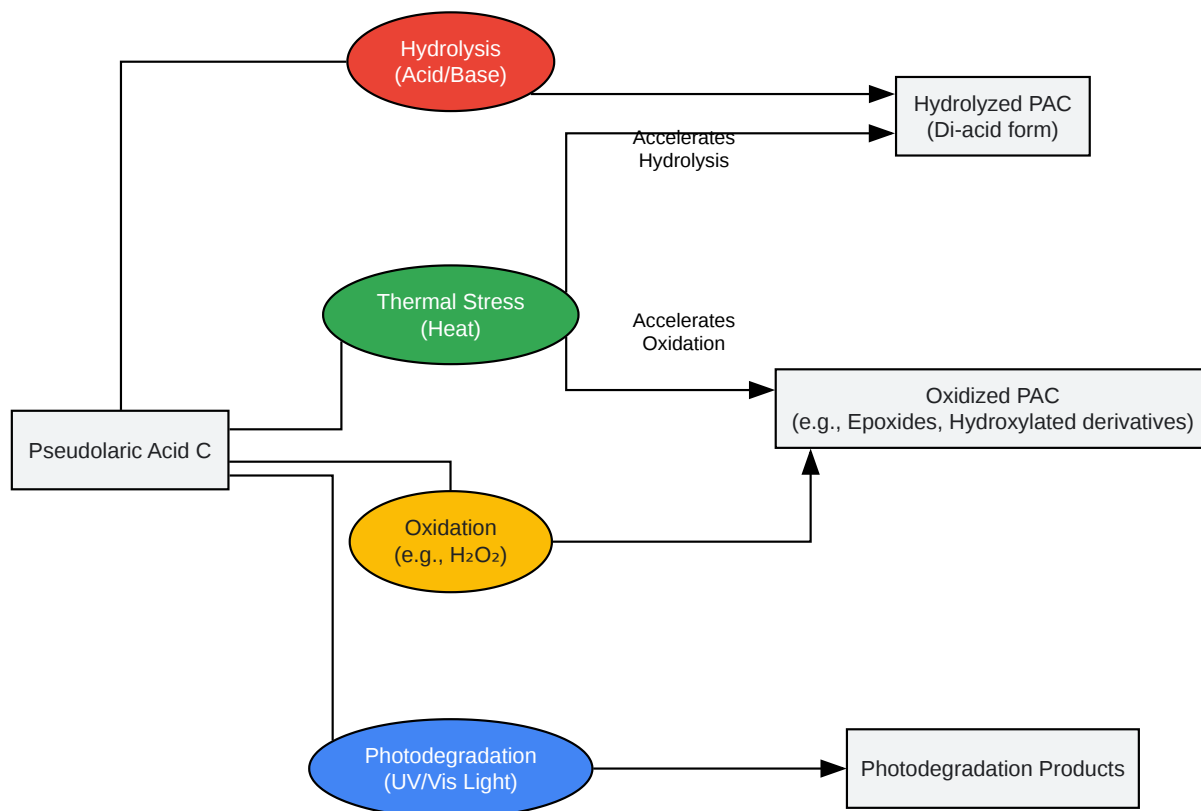 Hydrolysis
(Acid/Base)
Hydrolyzed PAC
(Di-acid form)
Accelerates
Hydrolysis
Thermal Stress
(Heat)
Accelerates
Oxidation
Oxidized PAC
(e.g., Epoxides, Hydroxylated derivatives)
Pseudolaric Acid C
Oxidation
(e.g., H₂O₂)
Photodegradation
(UV/Vis Light)
Photodegradation Products